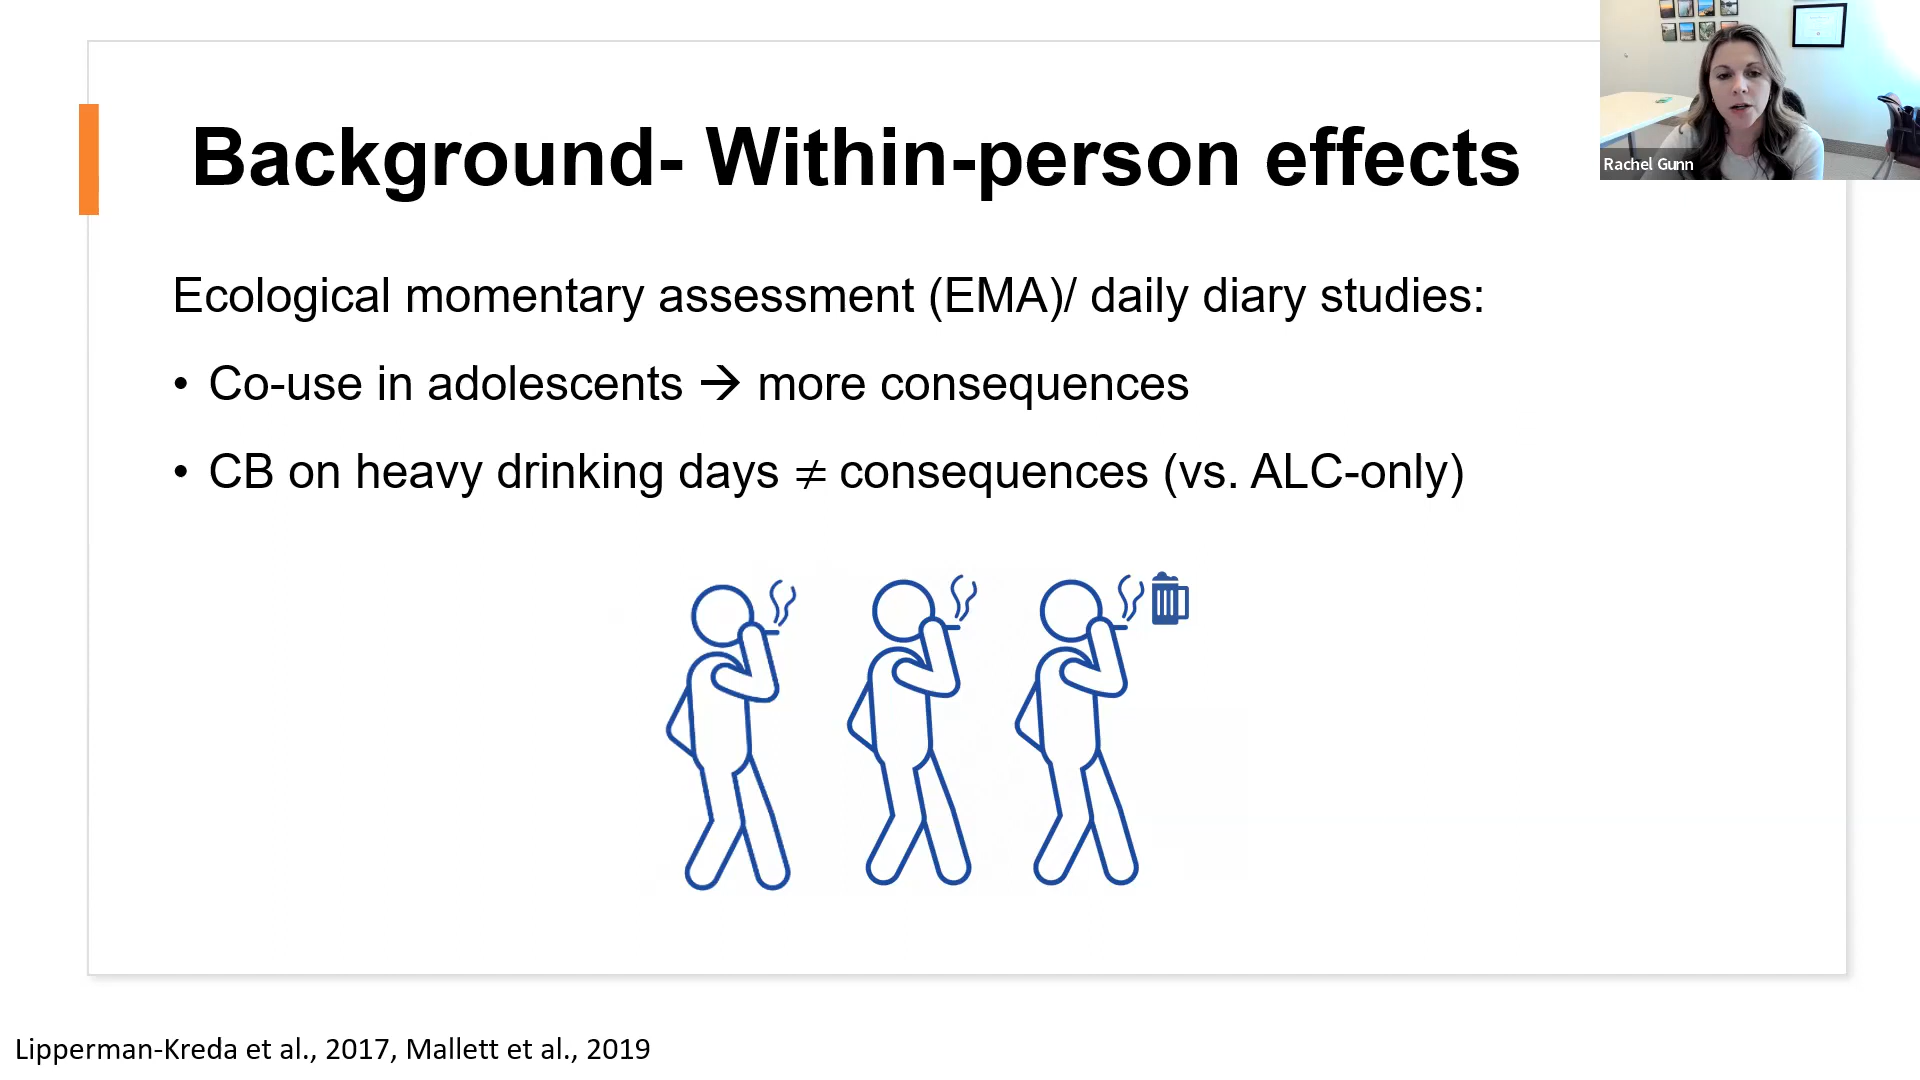 Background- Within-person effects
Rachel Gunn
Ecological momentary assessment (EMA)/ daily diary studies:
• Co-use in adolescents → more consequences
• CB on heavy drinking days ≠ consequences (vs. ALC-only)
Lipperman-Kreda et al., 2017, Mallett et al., 2019